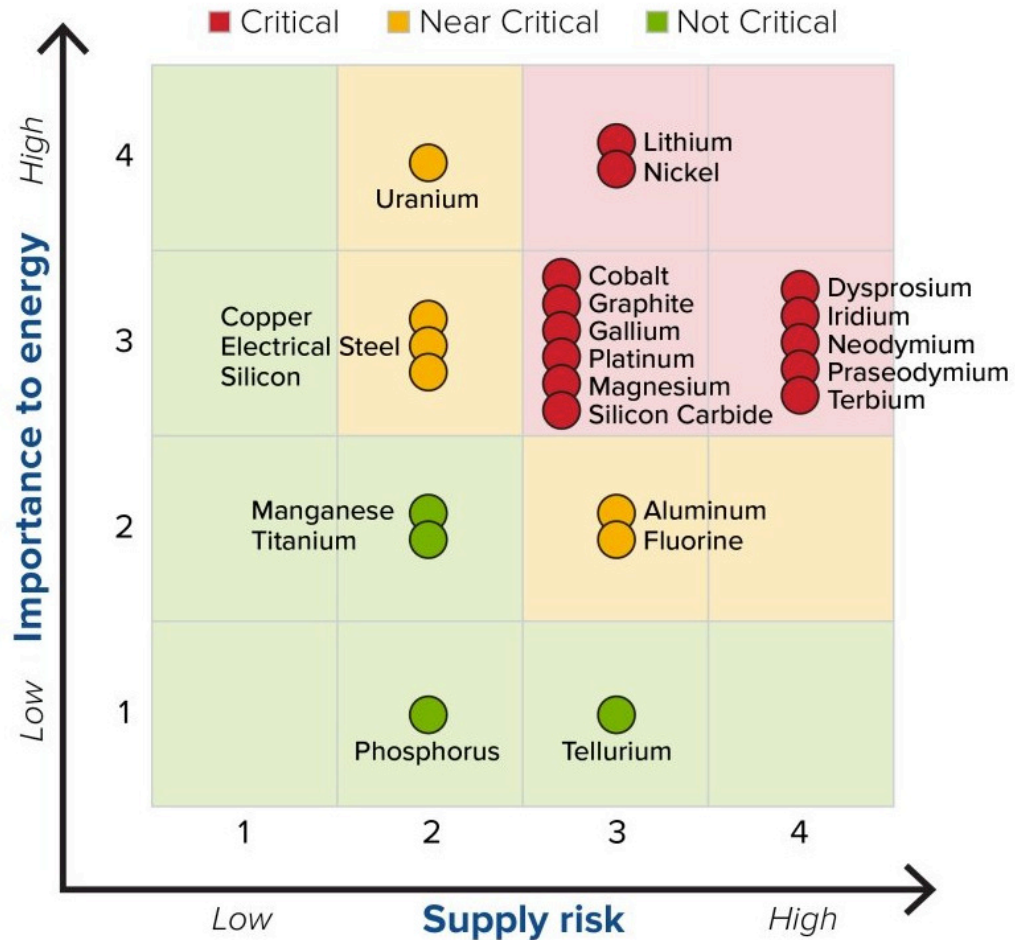 Critical Near Critical Not Critical
High
Importance to energy
Low
4
3
2
1
Uranium
Lithium
Nickel
Copper
Electrical Steel
Silicon
Cobalt
Graphite
Gallium
Platinum
Magnesium
Silicon Carbide
Dysprosium
Iridium
Neodymium
Praseodymium
Terbium
Manganese
Titanium
Aluminum
Fluorine
Phosphorus
Tellurium
1 2 3 4
Low Supply risk High